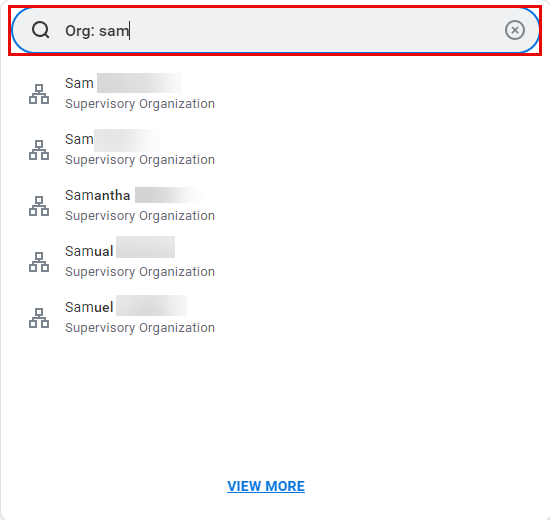 Org: sam
Sam
Supervisory Organization
Sam
Supervisory Organization
Samantha
Supervisory Organization
Samual
Supervisory Organization
Samuel
Supervisory Organization
VIEW MORE